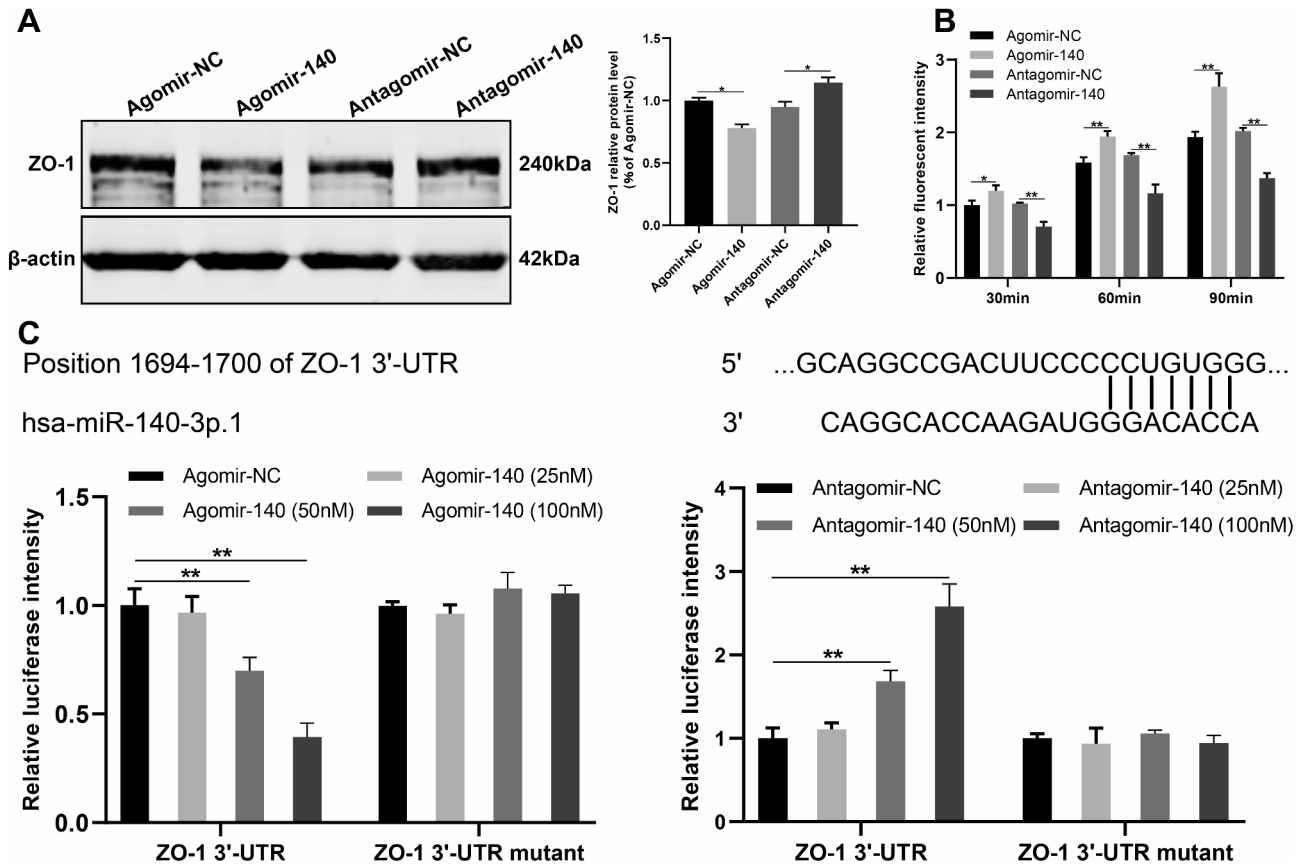 A
Agomir-NC
Agomir-140
Antagomir-NC
Antagomir-140
ZO-1
240kDa
β-actin
42kDa
ZO-1 relative protein level
(%of Agomir-NC)
1.5
1.0
0.5
0.0
*
*
Agomir-NC
Agomir-140
Antagomir-NC
Antagomir-140
B
Agomir-NC
Agomir-140
Antagomir-NC
Antagomir-140
Relative fluorescent intensity
3
2
1
0
*
**
**
**
**
**
30min
60min
90min
C
Position 1694-1700 of ZO-1 3'-UTR
5' ...GCAGGCCGACUUCCCCCUGUGGG...
hsa-miR-140-3p.1
3' CAGGCACCAAGAUGGGACACCA
Agomir-NC
Agomir-140 (25nM)
Agomir-140 (50nM)
Agomir-140 (100nM)
Relative luciferase intensity
1.5
1.0
0.5
0.0
**
**
ZO-1 3'-UTR
ZO-1 3'-UTR mutant
Antagomir-NC
Antagomir-140 (25nM)
Antagomir-140 (50nM)
Antagomir-140 (100nM)
Relative luciferase intensity
4
3
2
1
0
**
**
ZO-1 3'-UTR
ZO-1 3'-UTR mutant